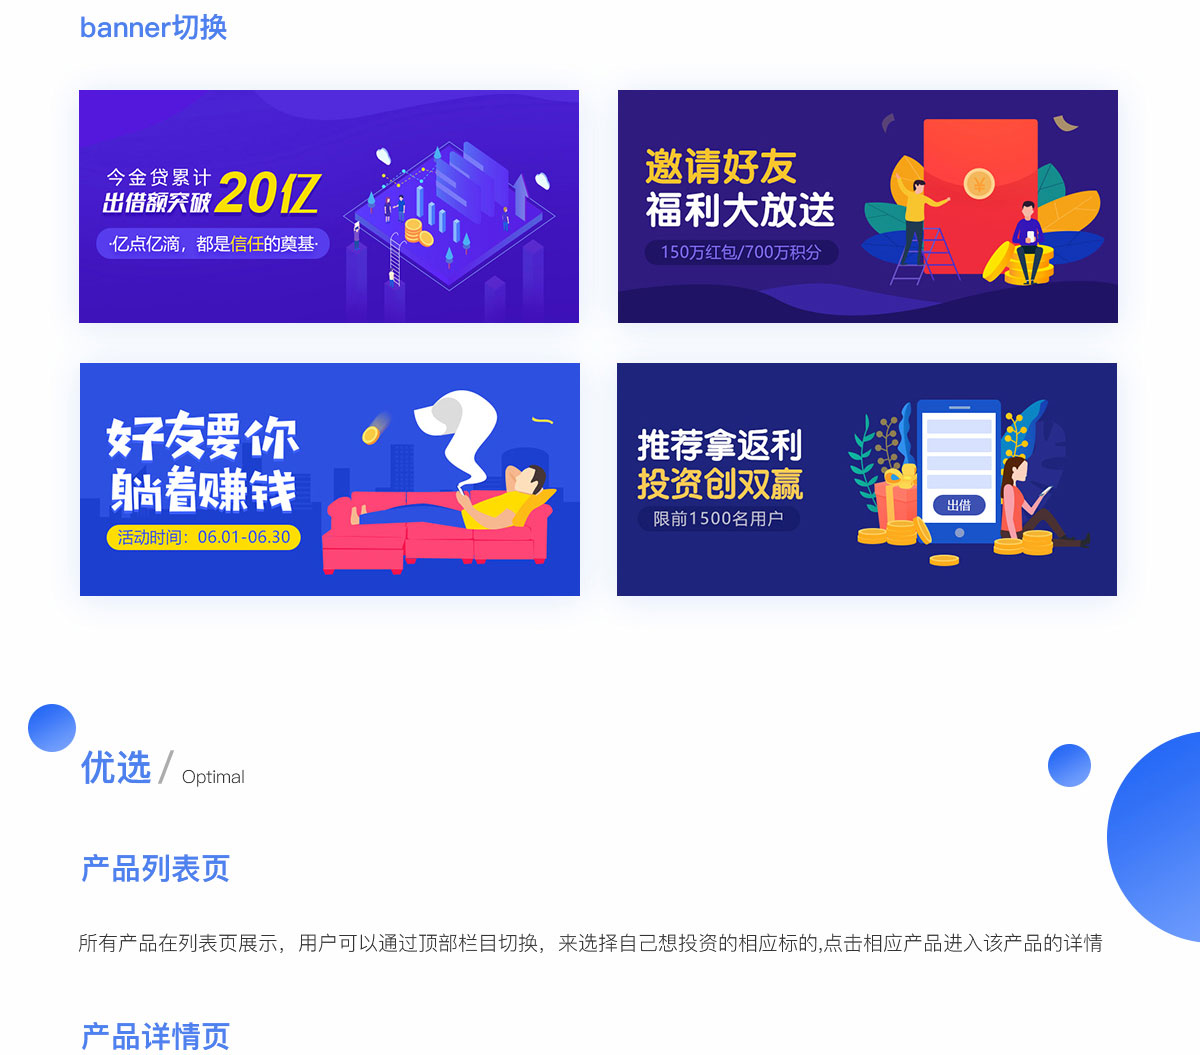 banner切换
今金贷累计
出借额突破20亿
·亿点亿滴，都是信任的奠基·
邀请好友
福利大放送
150万红包/700万积分
好友要你
躺着赚钱
活动时间：06.01-06.30
推荐拿返利
投资创双赢
限前1500名用户
出借
优选/ Optimal
产品列表页
所有产品在列表页展示，用户可以通过顶部栏目切换，来选择自己想投资的相应标的,点击相应产品进入该产品的详情
产品详情页